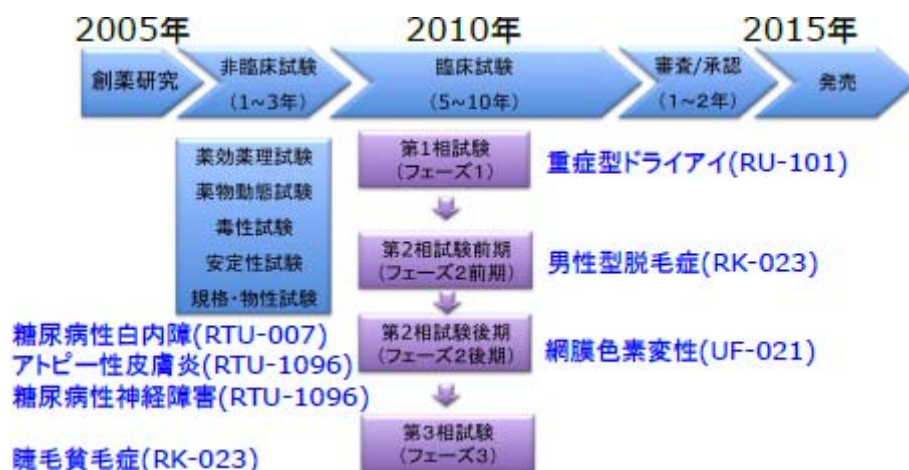 2005年
2010年
2015年
創薬研究
非臨床試験
(1~3年)
臨床試験
(5~10年)
審査/承認
(1~2年)
発売
薬効薬理試験
薬物動態試験
毒性試験
安定性試験
規格・物性試験
第1相試験
(フェーズ1)
重症型ドライアイ(RU-101)
第2相試験前期
(フェーズ2前期)
男性型脱毛症(RK-023)
第2相試験後期
(フェーズ2後期)
網膜色素変性(UF-021)
糖尿病性白内障(RTU-007)
アトピー性皮膚炎(RTU-1096)
糖尿病性神経障害(RTU-1096)
第3相試験
(フェーズ3)
睫毛貧毛症(RK-023)